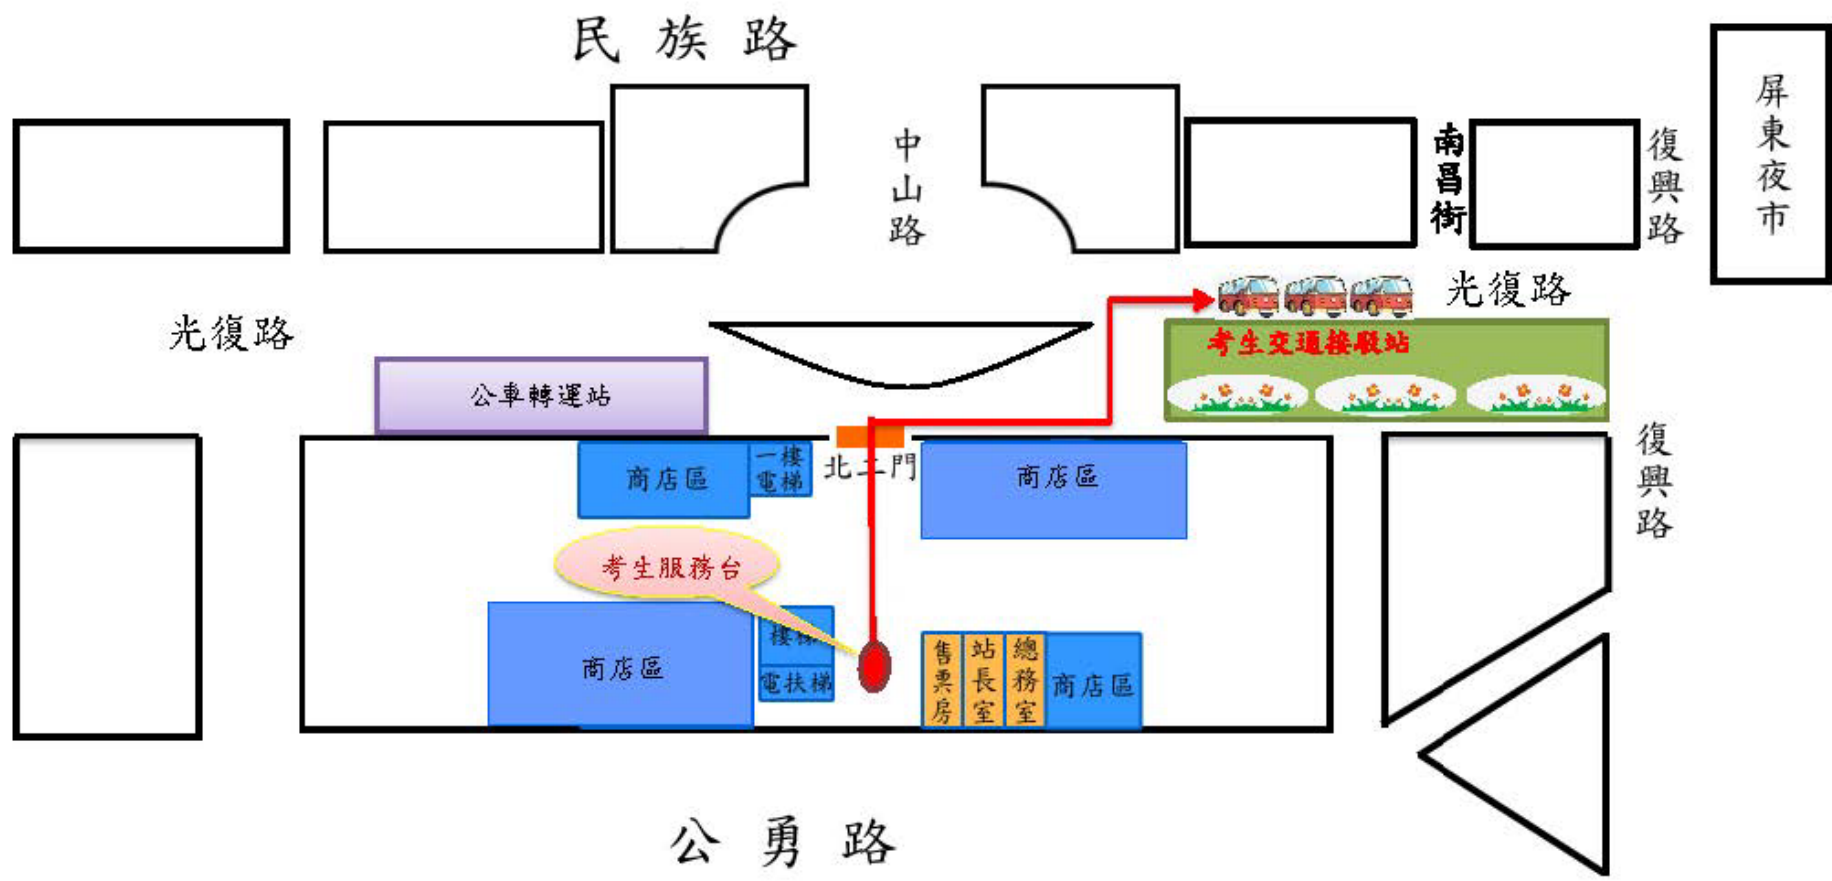 民族路
屏東夜市
中山路
南昌街
復興路
光復路
光復路
考生交通接駁站
公車轉運站
復興路
商店區
一樓
電梯
北二門
商店區
考生服務台
商店區
樓梯
電扶梯
售票房
站長室
總務室
商店區
公勇路